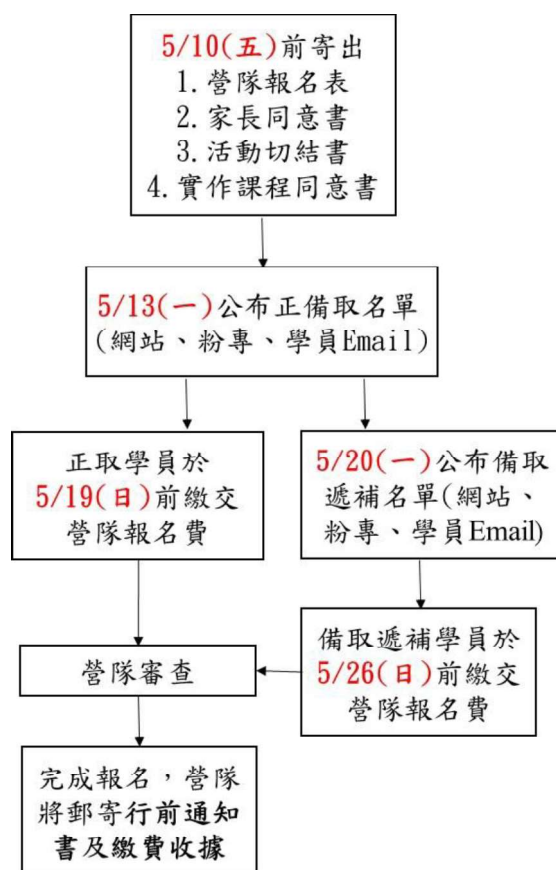 5/10(五)前寄出
1.營隊報名表
2.家長同意書
3.活動切結書
4.實作課程同意書
5/13(一)公布正備取名單
(網站、粉專、學員Email)
正取學員於
5/19(日)前繳交
營隊報名費
5/20(一)公布備取
遞補名單(網站、
粉專、學員Email)
備取遞補學員於
5/26(日)前繳交
營隊報名費
營隊審查
完成報名，營隊
將郵寄行前通知
書及繳費收據